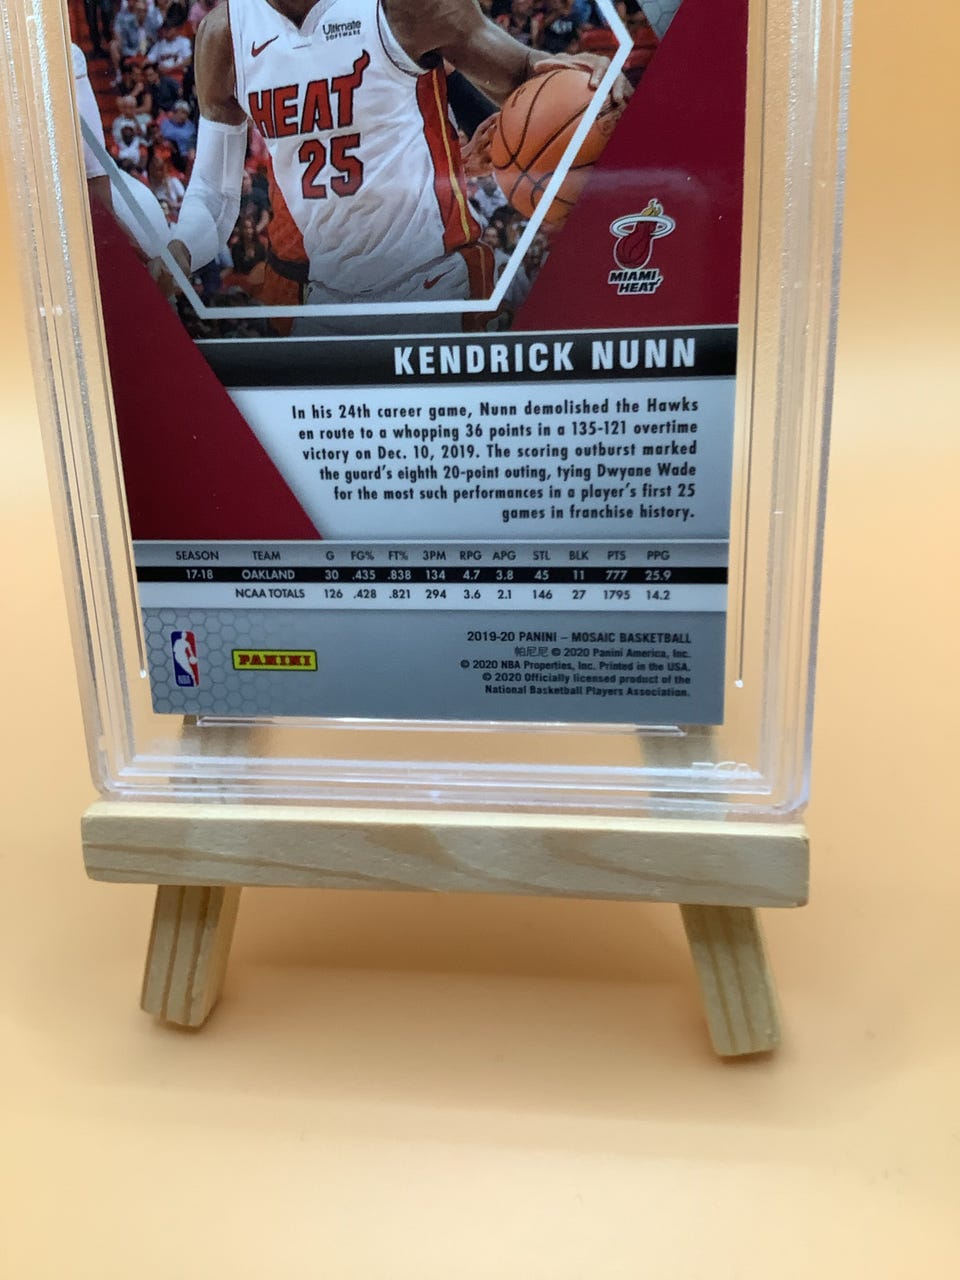 Ultimate
SOFTWARE
HEAT
25
MIAMI
HEAT
KENDRICK NUNN
In his 24th career game, Nunn demolished the Hawks
en route to a whopping 36 points in a 135-121 overtime
victory on Dec. 10, 2019. The scoring outburst marked
the guard's eighth 20-point outing, tying Dwyane Wade
for the most such performances in a player's first 25
games in franchise history.
SEASON TEAM G FG% FT% 3PM RPG APG STL BLK PTS PPG
17-18 OAKLAND 30 .435 .838 134 4.7 3.8 45 11 777 25.9
NCAA TOTALS 126 .428 .821 294 3.6 2.1 146 27 1795 14.2
NBA
PANINI
2019-20 PANINI – MOSAIC BASKETBALL
帕尼尼 © 2020 Panini America, Inc.
© 2020 NBA Properties, Inc. Printed in the USA.
© 2020 Officially licensed product of the
National Basketball Players Association.
PSA